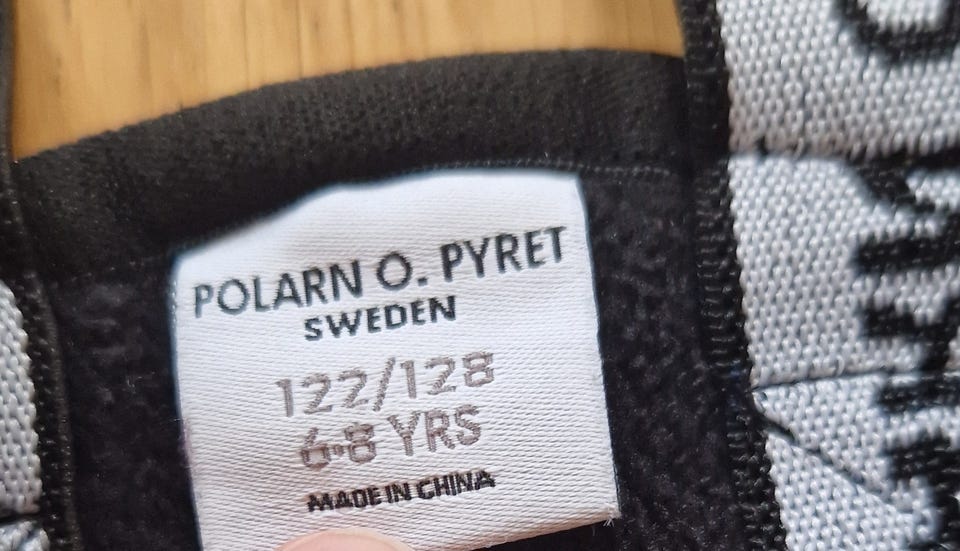 POLARN O. PYRET
SWEDEN
122/128
6-8 YRS
MADE IN CHINA